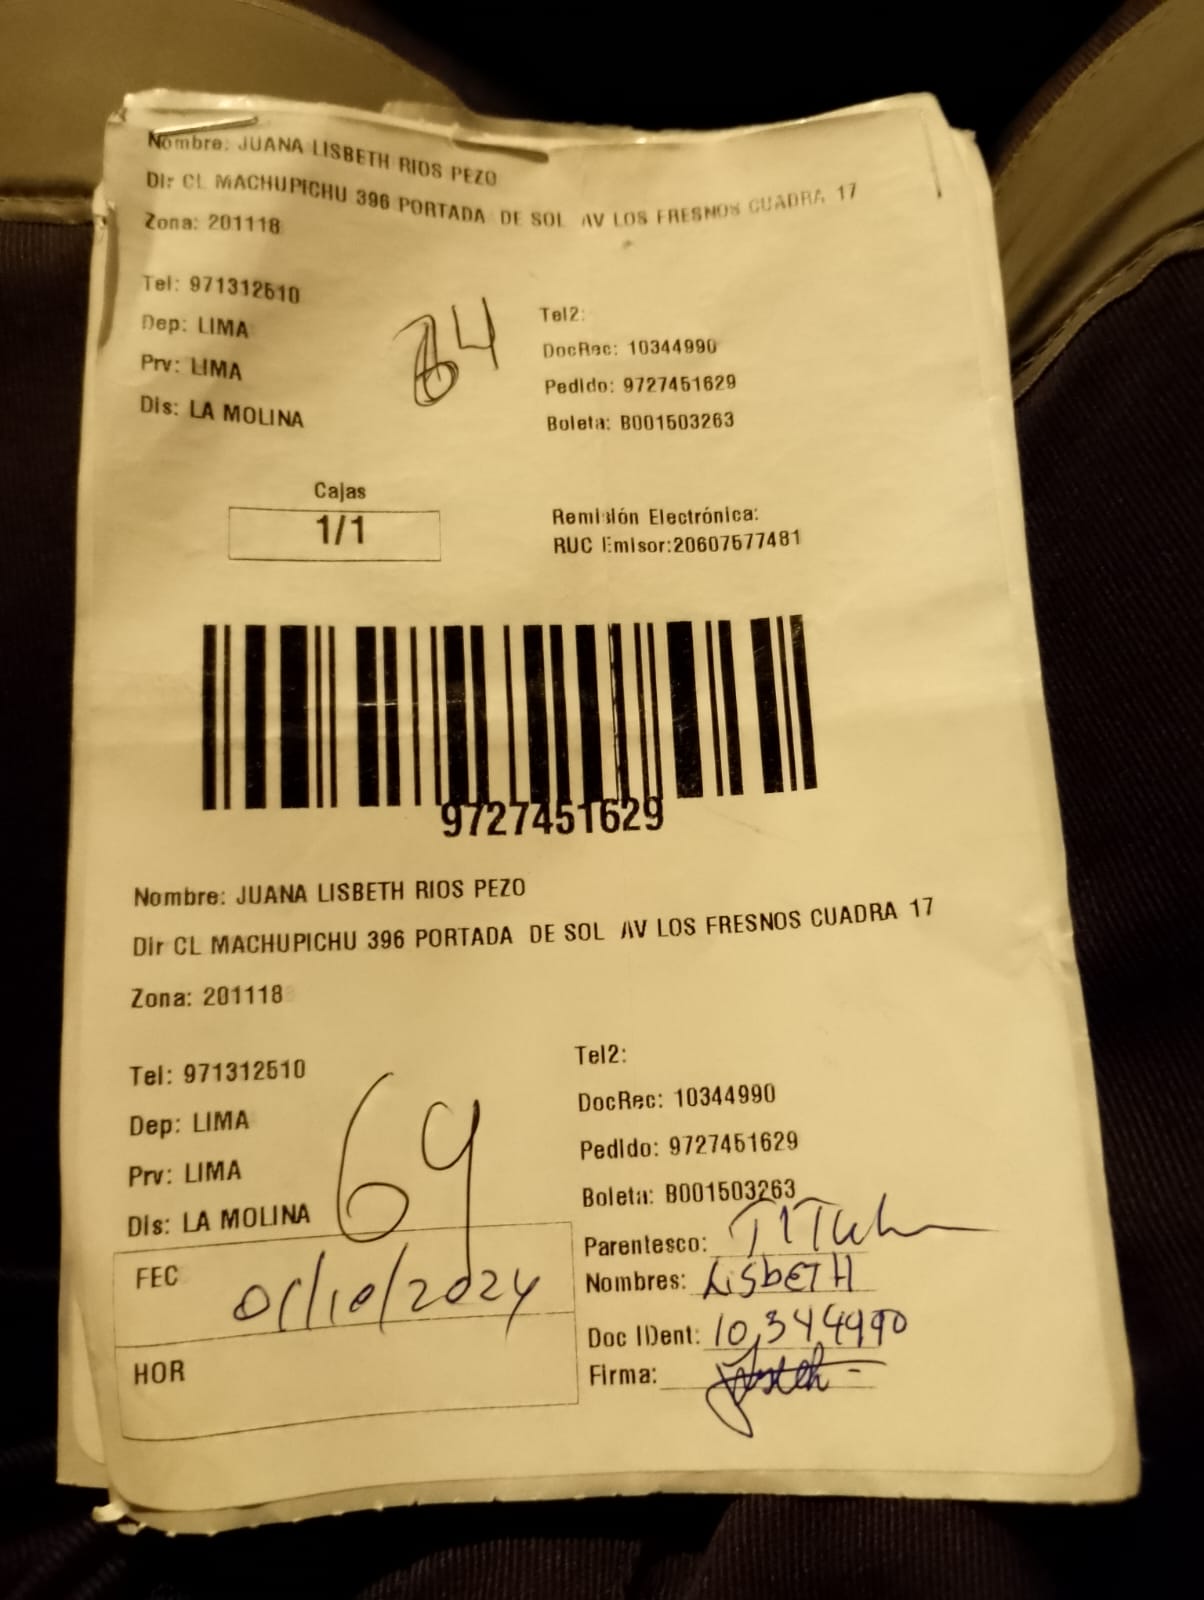 Nombre: JUANA LISBETH RIOS PEZO
Dir CL MACHUPICHU 396 PORTADA DE SOL AV LOS FRESNOS CUADRA 17
Zona: 201118
Tel: 971312510
Dep: LIMA
Prv: LIMA
Dis: LA MOLINA
64
Tel2:
DocRec: 10344990
Pedido: 9727451629
Boleta: B001503263
Cajas
1/1
Remisión Electrónica:
RUC Emisor:20607577481
9727451629
Nombre: JUANA LISBETH RIOS PEZO
Dir CL MACHUPICHU 396 PORTADA DE SOL AV LOS FRESNOS CUADRA 17
Zona: 201118
Tel: 971312510
Dep: LIMA
Prv: LIMA
Dis: LA MOLINA
69
Tel2:
DocRec: 10344990
Pedido: 9727451629
Boleta: B001503263
FEC 01/10/2024
HOR
Parentesco:
Nombres: LISBETH
Doc IDent: 10344990
Firma: